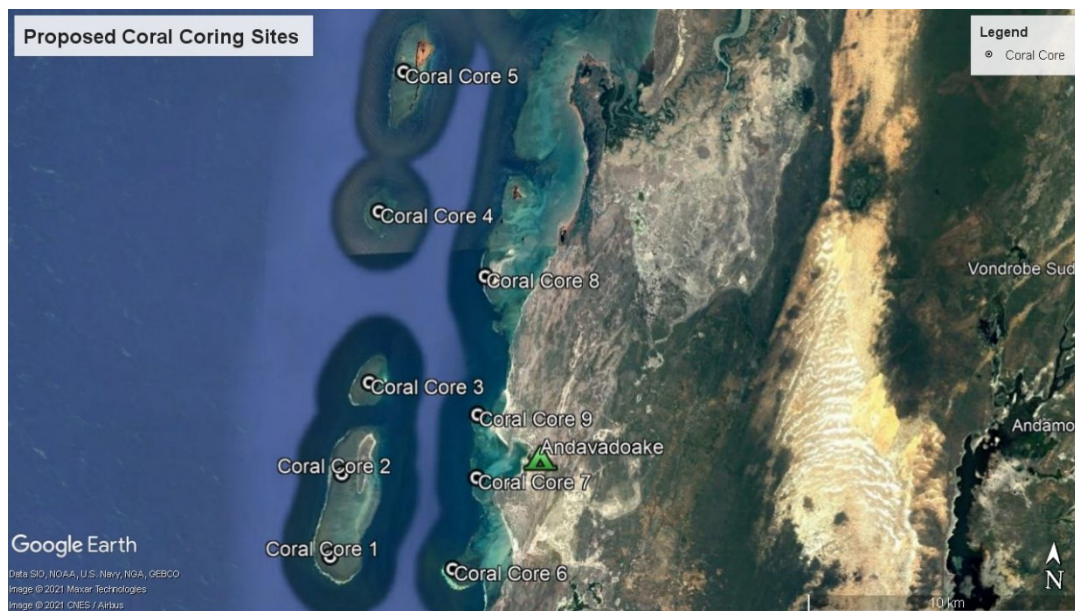 Proposed Coral Coring Sites
Legend
Coral Core
Coral Core 5
Coral Core 4
Vondrobe Sud
Coral Core 8
Coral Core 3
Coral Core 9
Andamo
Andavadoake
Coral Core 2
Coral Core 7
Coral Core 1
Coral Core 6
Google Earth
Data SIO, NOAA, U.S. Navy, NGA, GEBCO
Image © 2021 Maxar Technologies
Image © 2021 CNES / Airbus
10 km
N